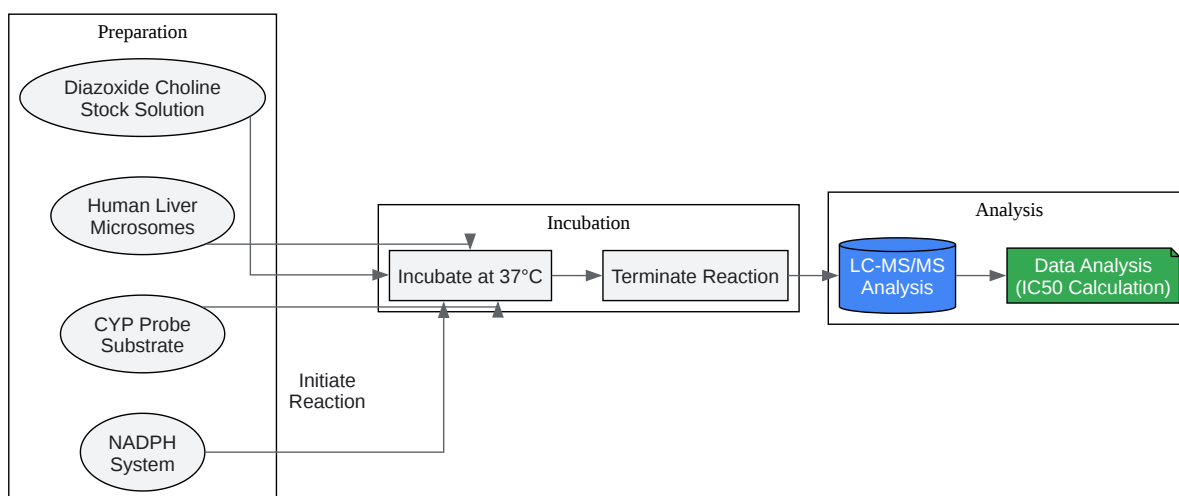 Preparation
Diazoxide Choline
Stock Solution
Human Liver
Microsomes
CYP Probe
Substrate
NADPH
System
Initiate
Reaction
Incubation
Incubate at 37°C
Terminate Reaction
Analysis
LC-MS/MS
Analysis
Data Analysis
(IC50 Calculation)